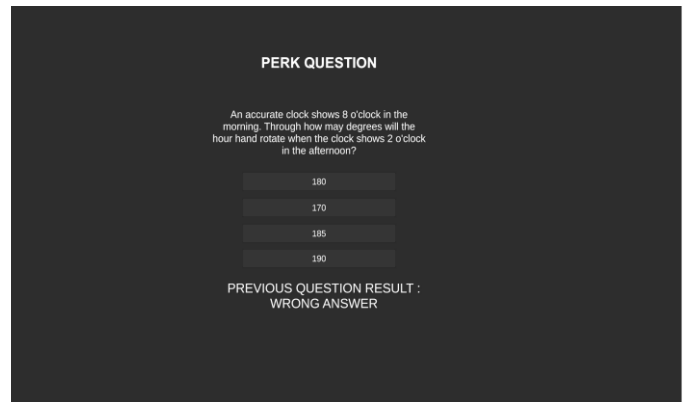 PERK QUESTION
An accurate clock shows 8 o'clock in the
morning. Through how may degrees will the
hour hand rotate when the clock shows 2 o'clock
in the afternoon?
180
170
185
190
PREVIOUS QUESTION RESULT :
WRONG ANSWER